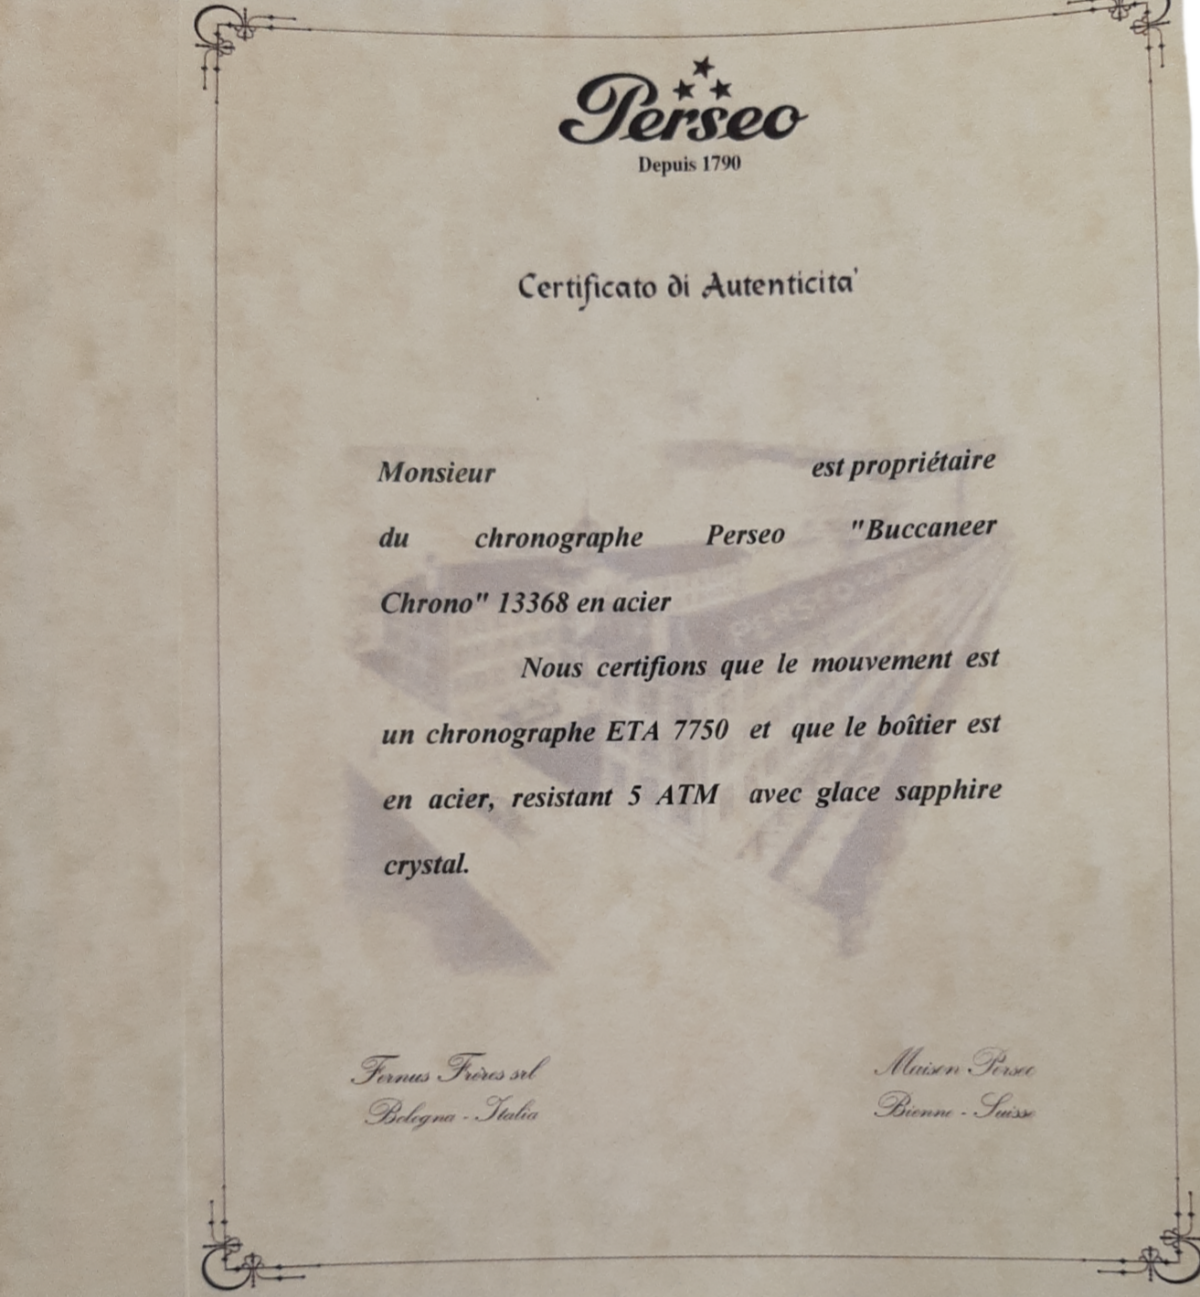 Perseo
Depuis 1790
Certificato di Autenticita'
Monsieur est propriétaire
du chronographe Perseo "Buccaneer
Chrono" 13368 en acier
Nous certifions que le mouvement est
un chronographe ETA 7750 et que le boîtier est
en acier, resistant 5 ATM avec glace sapphire
crystal.
Fernus Frères srl
Bologna - Italia
Maison Perseo
Bienne - Suisse